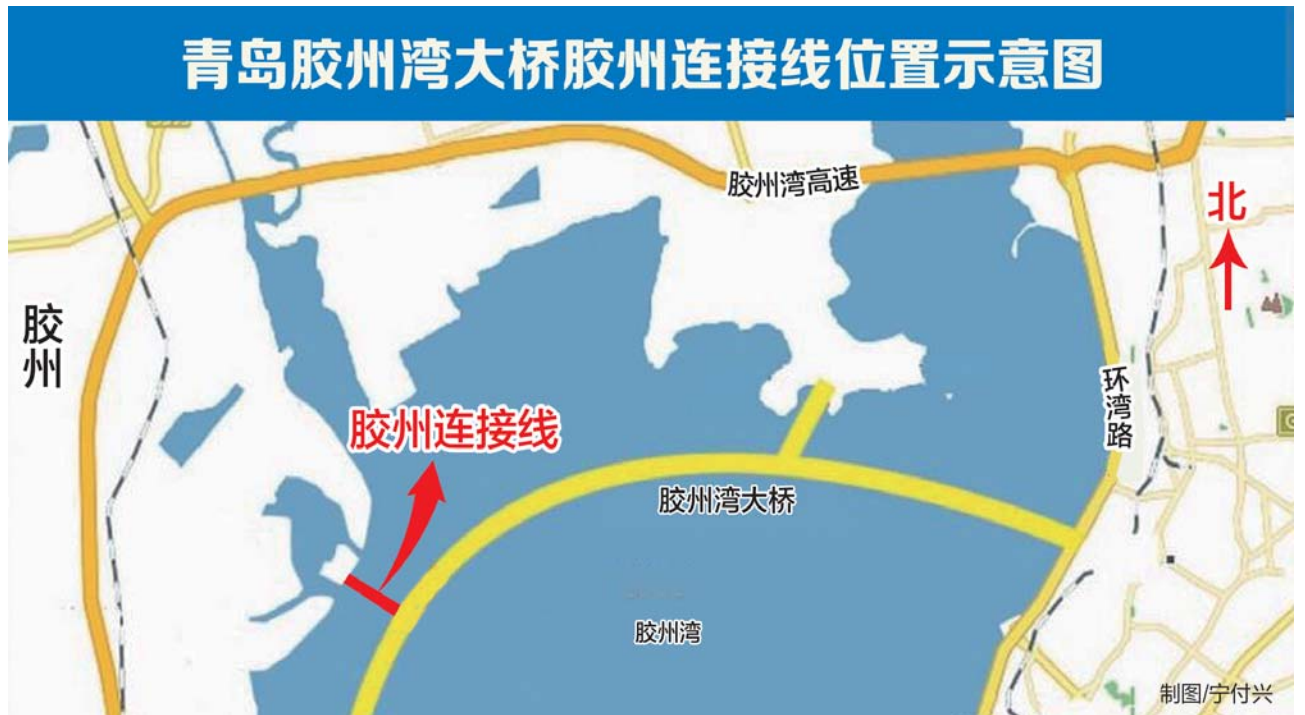 青岛胶州湾大桥胶州连接线位置示意图
胶州湾高速
北
胶州
环湾路
胶州连接线
胶州湾大桥
胶州湾
制图/宁付兴